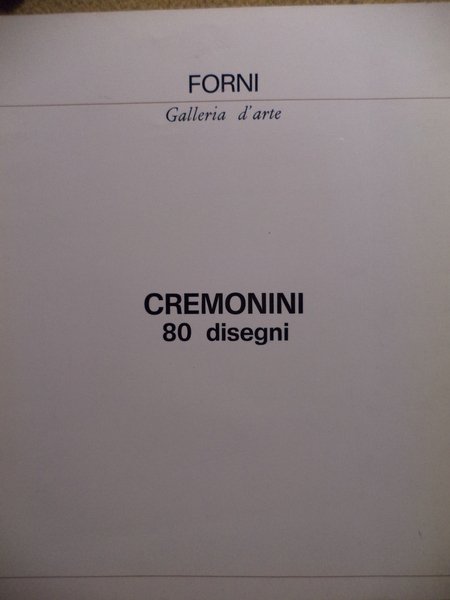 FORNI
Galleria d'arte
CREMONINI
80 disegni